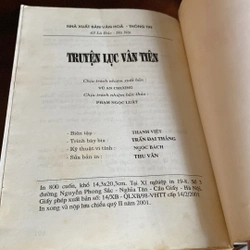 NHÀ XUẤT BẢN VĂN HOÁ - THÔNG TIN
43 Lò Đúc - Hà Nội
TRUYỆN LỤC VÂN TIÊN
Chịu trách nhiệm xuất bản:
VŨ AN CHƯƠNG
Chịu trách nhiệm bản thảo:
PHẠM NGỌC LUẬT
- Biên tập : THANH VIỆT
- Trình bày bìa : TRẦN ĐẠI THẮNG
- Kỹ thuật vi tính : NGỌC BÁCH
- Sửa bản in : THU VÂN
In 800 cuốn, khổ 14,3x20,3cm. Tại XI nghiệp in 19-8, Số 3
đường Nguyễn Phong Sắc - Nghĩa Tân - Cầu Giấy - Hà Nội.
Giấy phép xuất bản số: 14/XB - QLXB/91-VHTT cấp 14/2/2001.
In xong và nộp lưu chiểu quý II năm 2001.